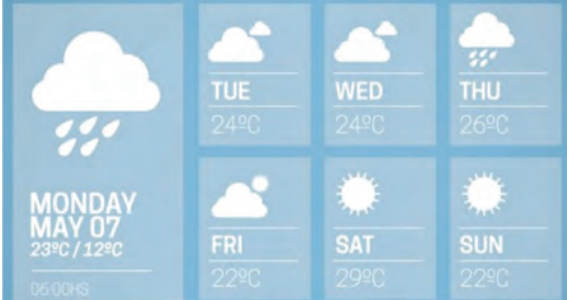 MONDAY
MAY 07
23ºC / 12ºC
06:00HS
TUE
24ºC
WED
24ºC
THU
26ºC
FRI
22ºC
SAT
29ºC
SUN
22ºC